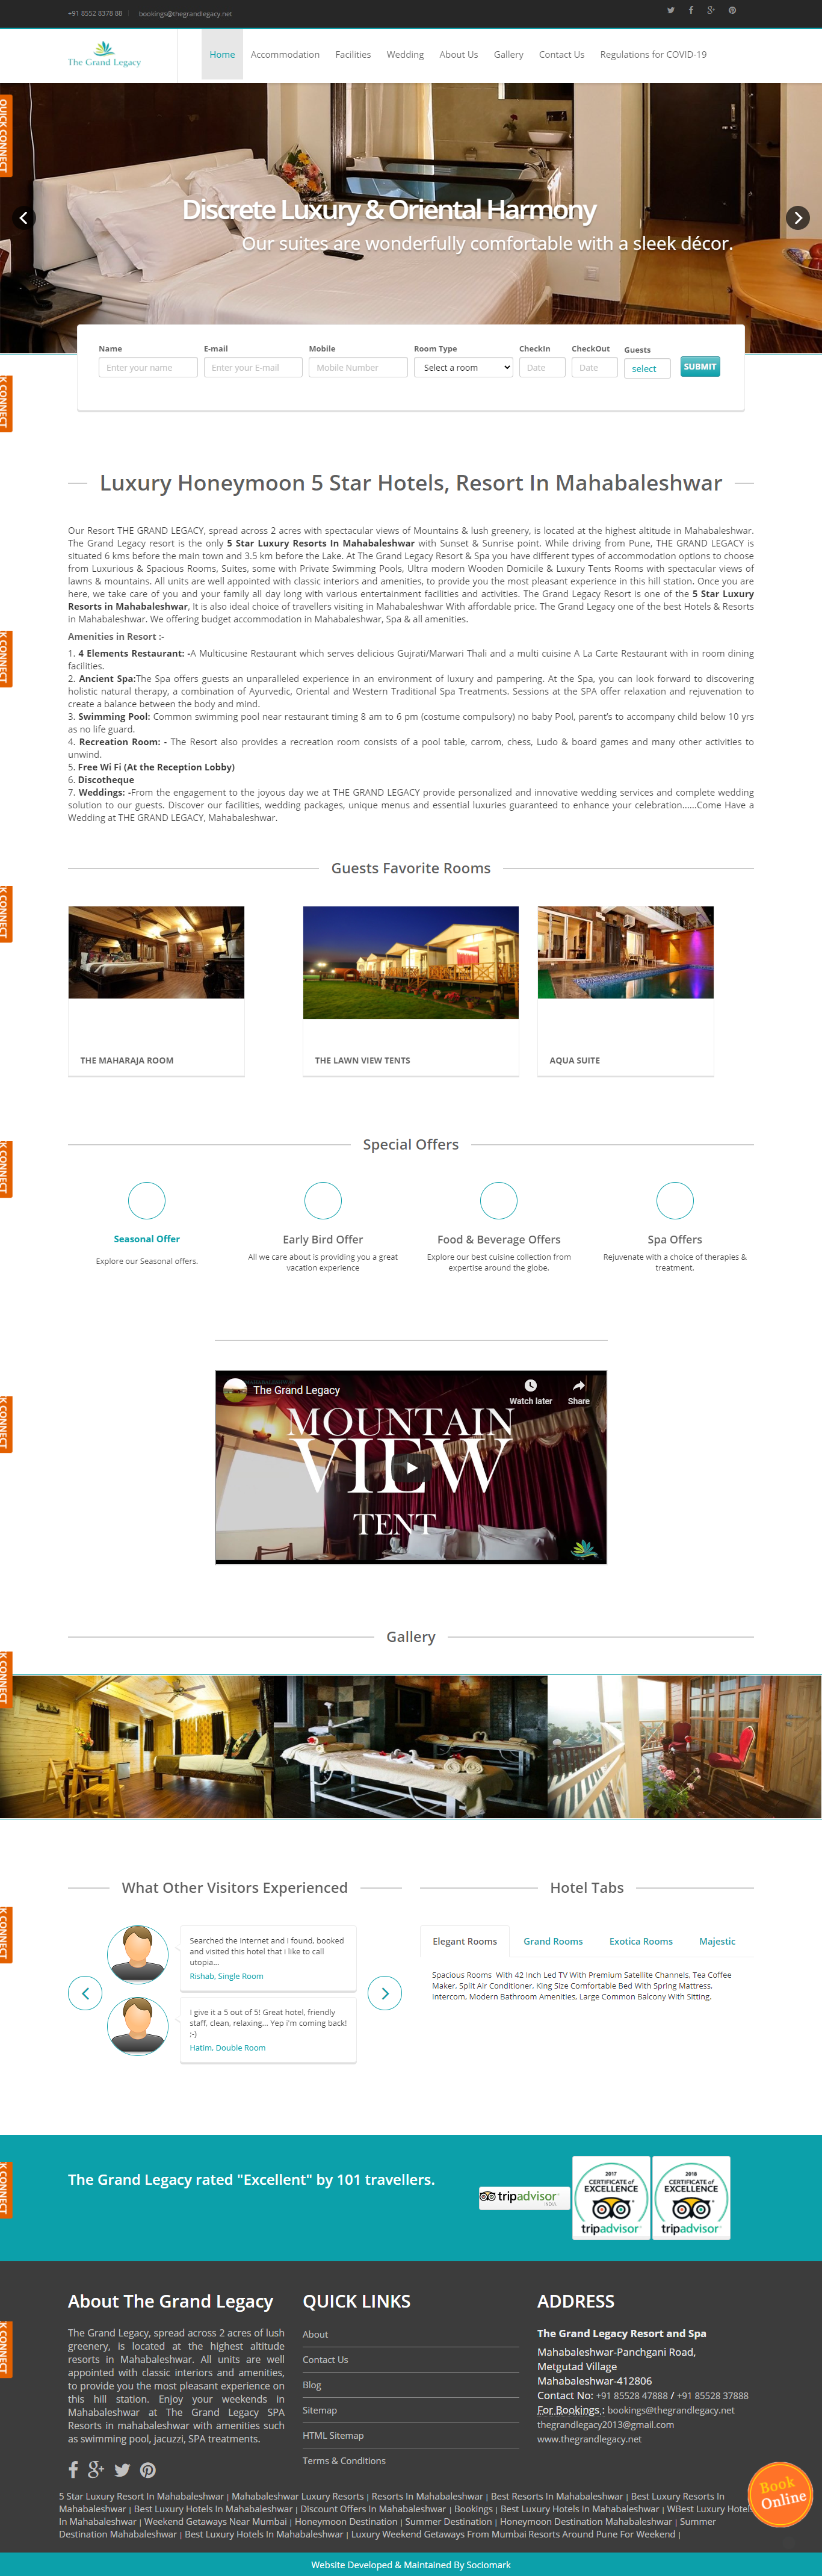 +91 8552 8378 88
bookings@thegrandlegacy.net
The Grand Legacy
Home
Accommodation
Facilities
Wedding
About Us
Gallery
Contact Us
Regulations for COVID-19
QUICK CONNECT
Discrete Luxury & Oriental Harmony
Our suites are wonderfully comfortable with a sleek décor.
Name
E-mail
Mobile
Room Type
CheckIn
CheckOut
Guests
Enter your name
Enter your E-mail
Mobile Number
Select a room
Date
Date
select
SUBMIT
Luxury Honeymoon 5 Star Hotels, Resort In Mahabaleshwar
Our Resort THE GRAND LEGACY, spread across 2 acres with spectacular views of Mountains & lush greenery, is located at the highest altitude in Mahabaleshwar.
The Grand Legacy resort is the only 5 Star Luxury Resorts In Mahabaleshwar with Sunset & Sunrise point. While driving from Pune, THE GRAND LEGACY is
situated 6 kms before the main town and 3.5 km before the Lake. At The Grand Legacy Resort & Spa you have different types of accommodation options to choose
from Luxurious & Spacious Rooms, Suites, some with Private Swimming Pools, Ultra modern Wooden Domicile & Luxury Tents Rooms with spectacular views of
lawns & mountains. All units are well appointed with classic interiors and amenities, to provide you the most pleasant experience in this hill station. Once you are
here, we take care of you and your family all day long with various entertainment facilities and activities. The Grand Legacy Resort is one of the 5 Star Luxury
Resorts in Mahabaleshwar, It is also ideal choice of travellers visiting in Mahabaleshwar With affordable price. The Grand Legacy one of the best Hotels & Resorts
in Mahabaleshwar. We offering budget accommodation in Mahabaleshwar, Spa & all amenities.
Amenities in Resort :-
1. 4 Elements Restaurant: -A Multicusine Restaurant which serves delicious Gujrati/Marwari Thali and a multi cuisine A La Carte Restaurant with in room dining
facilities.
2. Ancient Spa:The Spa offers guests an unparalleled experience in an environment of luxury and pampering. At the Spa, you can look forward to discovering
holistic natural therapy, a combination of Ayurvedic, Oriental and Western Traditional Spa Treatments. Sessions at the SPA offer relaxation and rejuvenation to
create a balance between the body and mind.
3. Swimming Pool: Common swimming pool near restaurant timing 8 am to 6 pm (costume compulsory) no baby Pool, parent's to accompany child below 10 yrs
as no life guard.
4. Recreation Room: - The Resort also provides a recreation room consists of a pool table, carrom, chess, Ludo & board games and many other activities to
unwind.
5. Free Wi Fi (At the Reception Lobby)
6. Discotheque
7. Weddings: -From the engagement to the joyous day we at THE GRAND LEGACY provide personalized and innovative wedding services and complete wedding
solution to our guests. Discover our facilities, wedding packages, unique menus and essential luxuries guaranteed to enhance your celebration......Come Have a
Wedding at THE GRAND LEGACY, Mahabaleshwar.
Guests Favorite Rooms
THE MAHARAJA ROOM
THE LAWN VIEW TENTS
AQUA SUITE
Special Offers
Seasonal Offer
Early Bird Offer
Food & Beverage Offers
Spa Offers
Explore our Seasonal offers.
All we care about is providing you a great
vacation experience
Explore our best cuisine collection from
expertise around the globe.
Rejuvenate with a choice of therapies &
treatment.
The Grand Legacy
Watch later
Share
MOUNTAIN
VIEW
TENT
Gallery
What Other Visitors Experienced
Searched the internet and i found, booked
and visited this hotel that i like to call
utopia...
Rishab, Single Room
I give it a 5 out of 5! Great hotel, friendly
staff, clean, relaxing... Yep i'm coming back!
:-)
Hatim, Double Room
Hotel Tabs
Elegant Rooms
Grand Rooms
Exotica Rooms
Majestic
Spacious Rooms With 42 Inch Led TV With Premium Satellite Channels, Tea Coffee
Maker, Split Air Conditioner, King Size Comfortable Bed With Spring Mattress,
Intercom, Modern Bathroom Amenities, Large Common Balcony With Sitting.
The Grand Legacy rated "Excellent" by 101 travellers.
tripadvisor
INDIA
2017
CERTIFICATE of
EXCELLENCE
tripadvisor
2018
CERTIFICATE of
EXCELLENCE
tripadvisor
About The Grand Legacy
The Grand Legacy, spread across 2 acres of lush
greenery, is located at the highest altitude
resorts in Mahabaleshwar. All units are well
appointed with classic interiors and amenities,
to provide you the most pleasant experience on
this hill station. Enjoy your weekends in
Mahabaleshwar at The Grand Legacy SPA
Resorts in mahabaleshwar with amenities such
as swimming pool, jacuzzi, SPA treatments.
QUICK LINKS
About
Contact Us
Blog
Sitemap
HTML Sitemap
Terms & Conditions
ADDRESS
The Grand Legacy Resort and Spa
Mahabaleshwar-Panchgani Road,
Metgutad Village
Mahabaleshwar-412806
Contact No: +91 85528 47888 / +91 85528 37888
For Bookings : bookings@thegrandlegacy.net
thegrandlegacy2013@gmail.com
www.thegrandlegacy.net
Book
Online
5 Star Luxury Resort In Mahabaleshwar | Mahabaleshwar Luxury Resorts | Resorts In Mahabaleshwar | Best Resorts In Mahabaleshwar | Best Luxury Resorts In
Mahabaleshwar | Best Luxury Hotels In Mahabaleshwar | Discount Offers In Mahabaleshwar | Bookings | Best Luxury Hotels In Mahabaleshwar | WBest Luxury Hotels
In Mahabaleshwar | Weekend Getaways Near Mumbai | Honeymoon Destination | Summer Destination | Honeymoon Destination Mahabaleshwar | Summer
Destination Mahabaleshwar | Best Luxury Hotels In Mahabaleshwar | Luxury Weekend Getaways From Mumbai Resorts Around Pune For Weekend |
Website Developed & Maintained By Sociomark